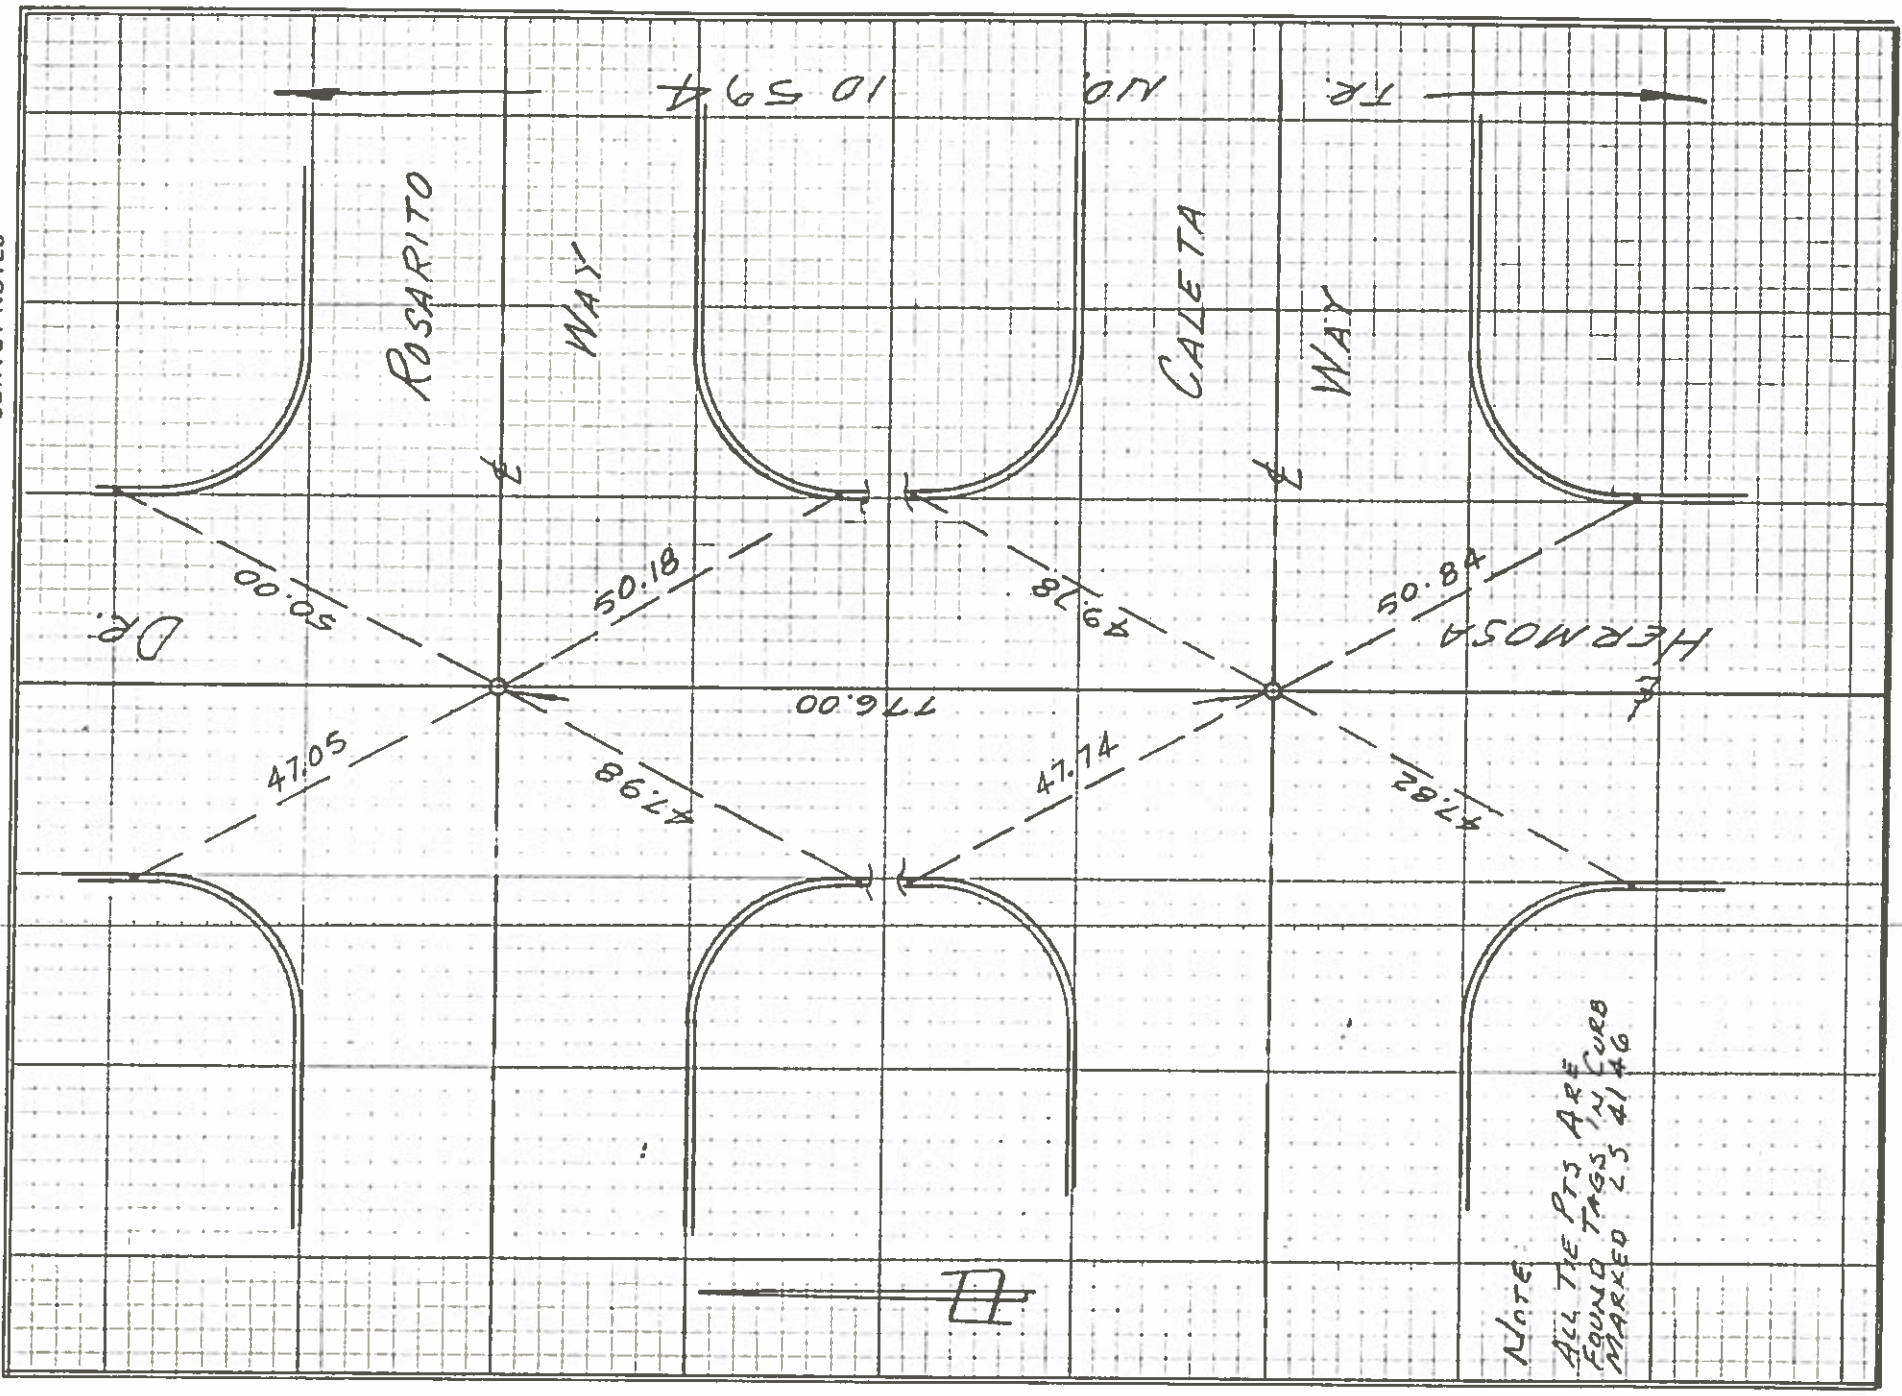 TR. NO. 10594
ROSARITO
WAY
CALETA
WAY
HERMOSA DR.
50.00
50.18
49.78
50.84
776.00
47.05
47.98
47.74
47.82
NOTE
ALL TIE PTS ARE
FOUND TAGS IN CURB
MARKED LS 4146